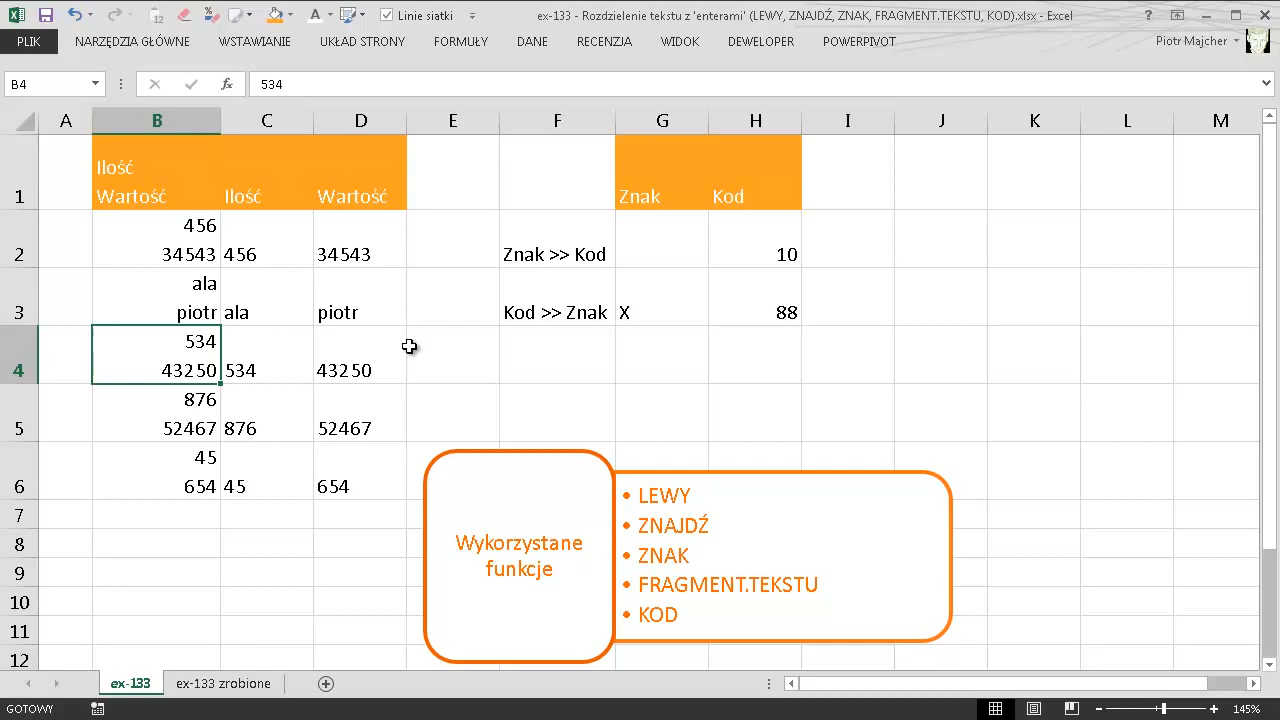 ex-133 - Rozdzielenie tekstu z 'enterami' (LEWY, ZNAJDŹ, ZNAK, FRAGMENT.TEKSTU, KOD).xlsx - Excel
Linie siatki
PLIK NARZĘDZIA GŁÓWNE WSTAWIANIE UKŁAD STRONY FORMUŁY DANE RECENZJA WIDOK DEWELOPER POWERPIVOT Piotr Majcher
B4 fx 534
A B C D E F G H I J K L M
Ilość
1 Wartość Ilość Wartość Znak Kod
456
2 34543 456 34543 Znak >> Kod 10
ala
3 piotr ala piotr Kod >> Znak X 88
534
4 43250 534 43250
876
5 52467 876 52467
45
6 654 45 654
7
8
9
10
11
12
Wykorzystane
funkcje
• LEWY
• ZNAJDŹ
• ZNAK
• FRAGMENT.TEKSTU
• KOD
ex-133 ex-133 zrobione
GOTOWY 145%